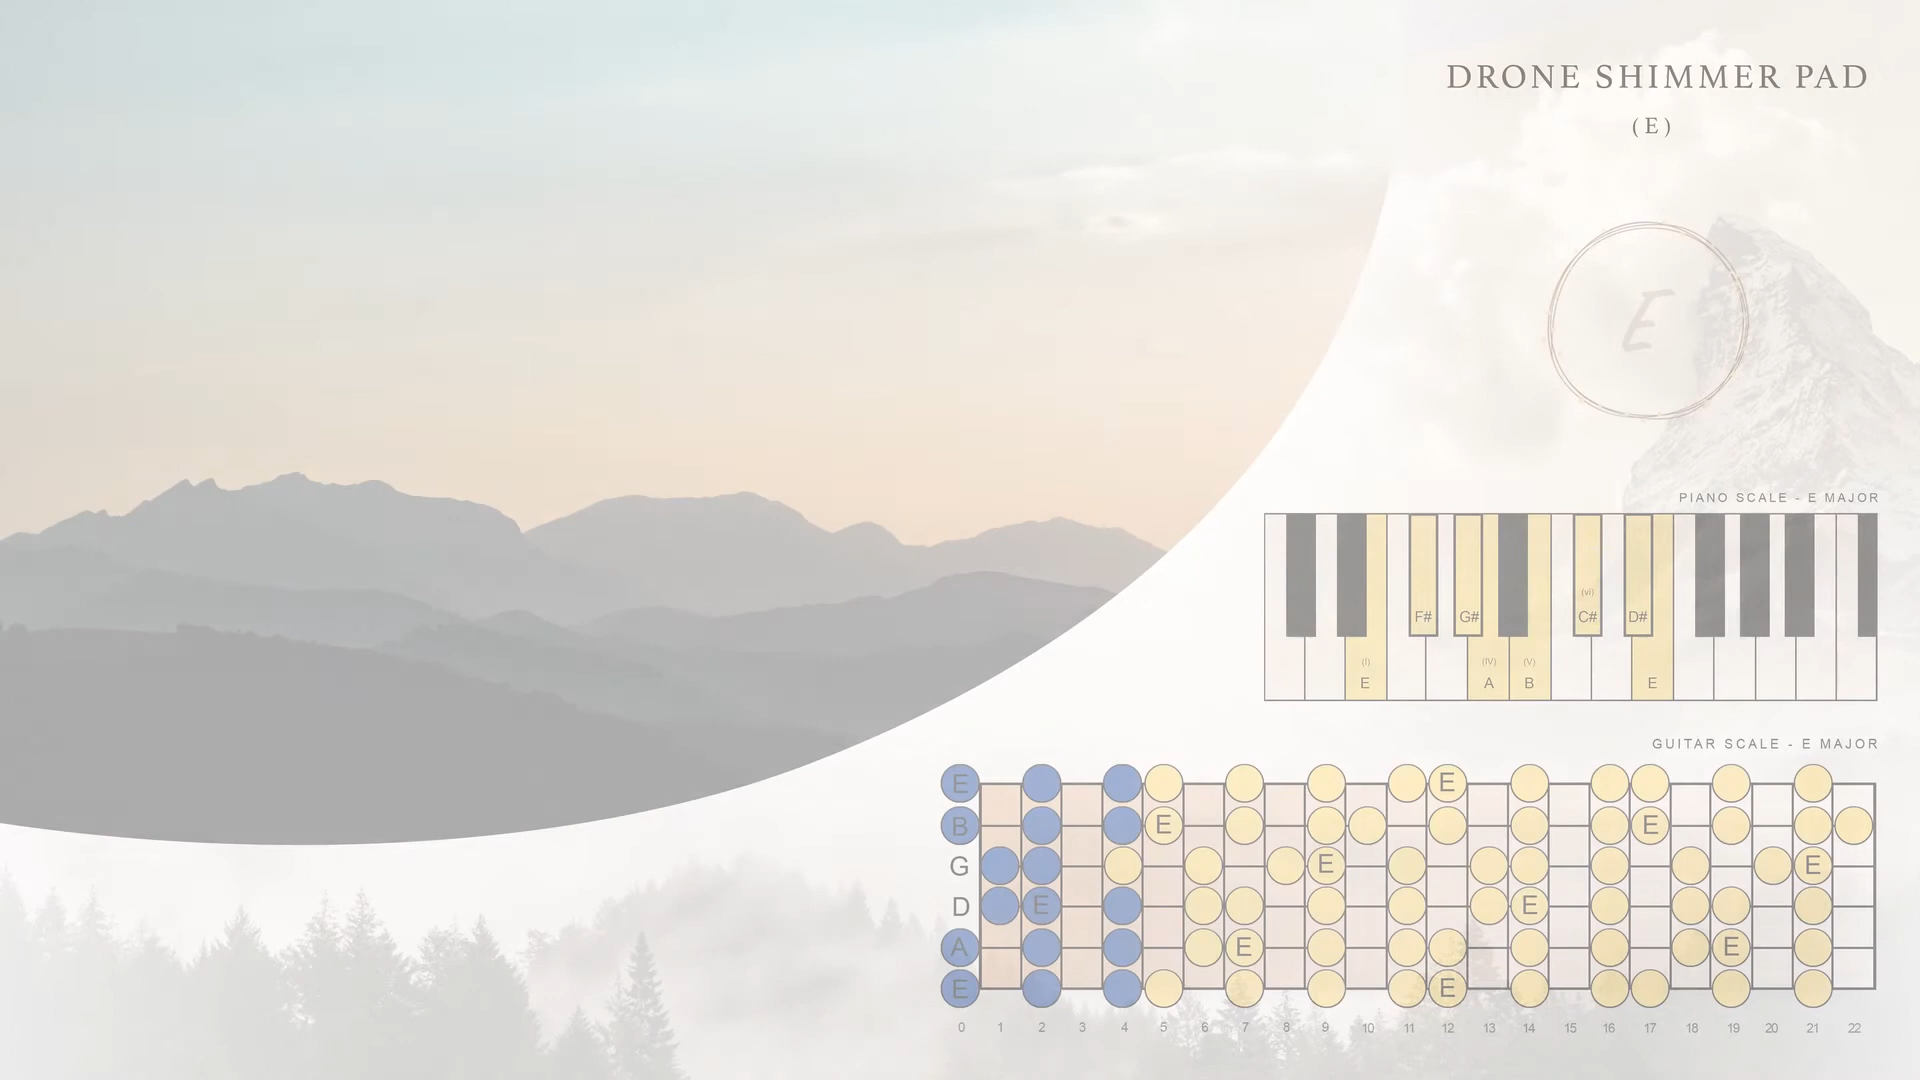 DRONE SHIMMER PAD
(E)
E
PIANO SCALE - E MAJOR
F# G# (vi) C# D#
(I) E (IV) A (V) B E
GUITAR SCALE - E MAJOR
E E
B E E
G E E
D E E
A E E
E E
0 1 2 3 4 5 6 7 8 9 10 11 12 13 14 15 16 17 18 19 20 21 22